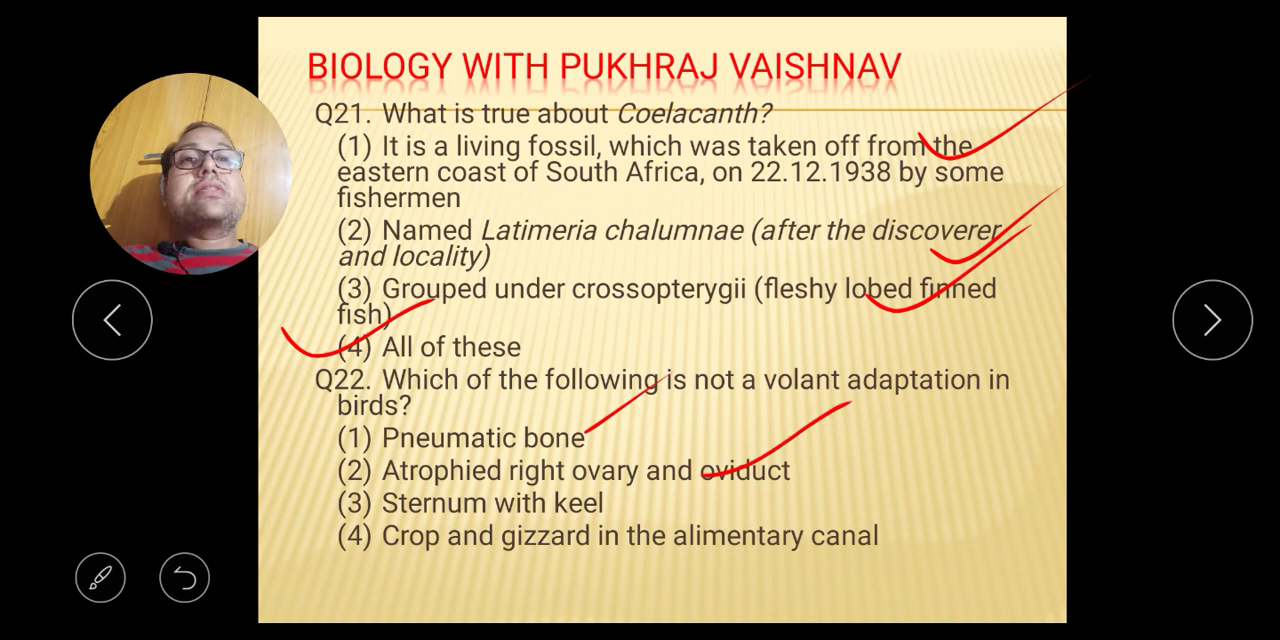 BIOLOGY WITH PUKHRAJ VAISHNAV
Q21. What is true about Coelacanth?
(1) It is a living fossil, which was taken off from the
eastern coast of South Africa, on 22.12.1938 by some
fishermen
(2) Named Latimeria chalumnae (after the discoverer
and locality)
(3) Grouped under crossopterygii (fleshy lobed finned
fish)
(4) All of these
Q22. Which of the following is not a volant adaptation in
birds?
(1) Pneumatic bone
(2) Atrophied right ovary and oviduct
(3) Sternum with keel
(4) Crop and gizzard in the alimentary canal